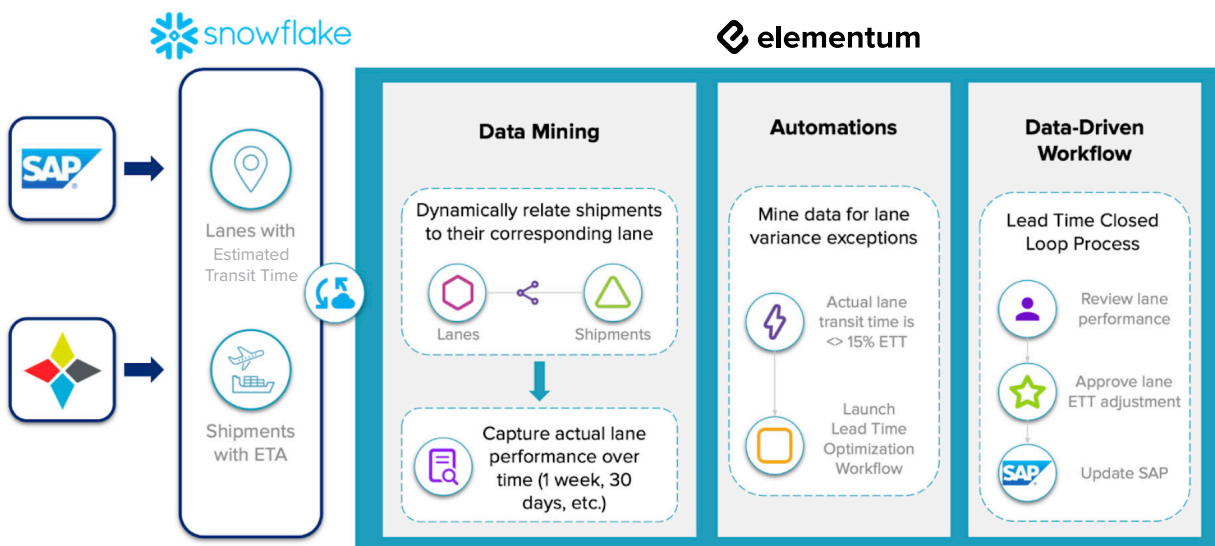 snowflake
elementum
SAP
®
Lanes with
Estimated
Transit Time
Shipments
with ETA
Data Mining
Dynamically relate shipments
to their corresponding lane
Lanes
Shipments
Capture actual lane
performance over
time (1 week, 30
days, etc.)
Automations
Mine data for lane
variance exceptions
Actual lane
transit time is
<> 15% ETT
Launch
Lead Time
Optimization
Workflow
Data-Driven
Workflow
Lead Time Closed
Loop Process
Review lane
performance
Approve lane
ETT adjustment
SAP
Update SAP